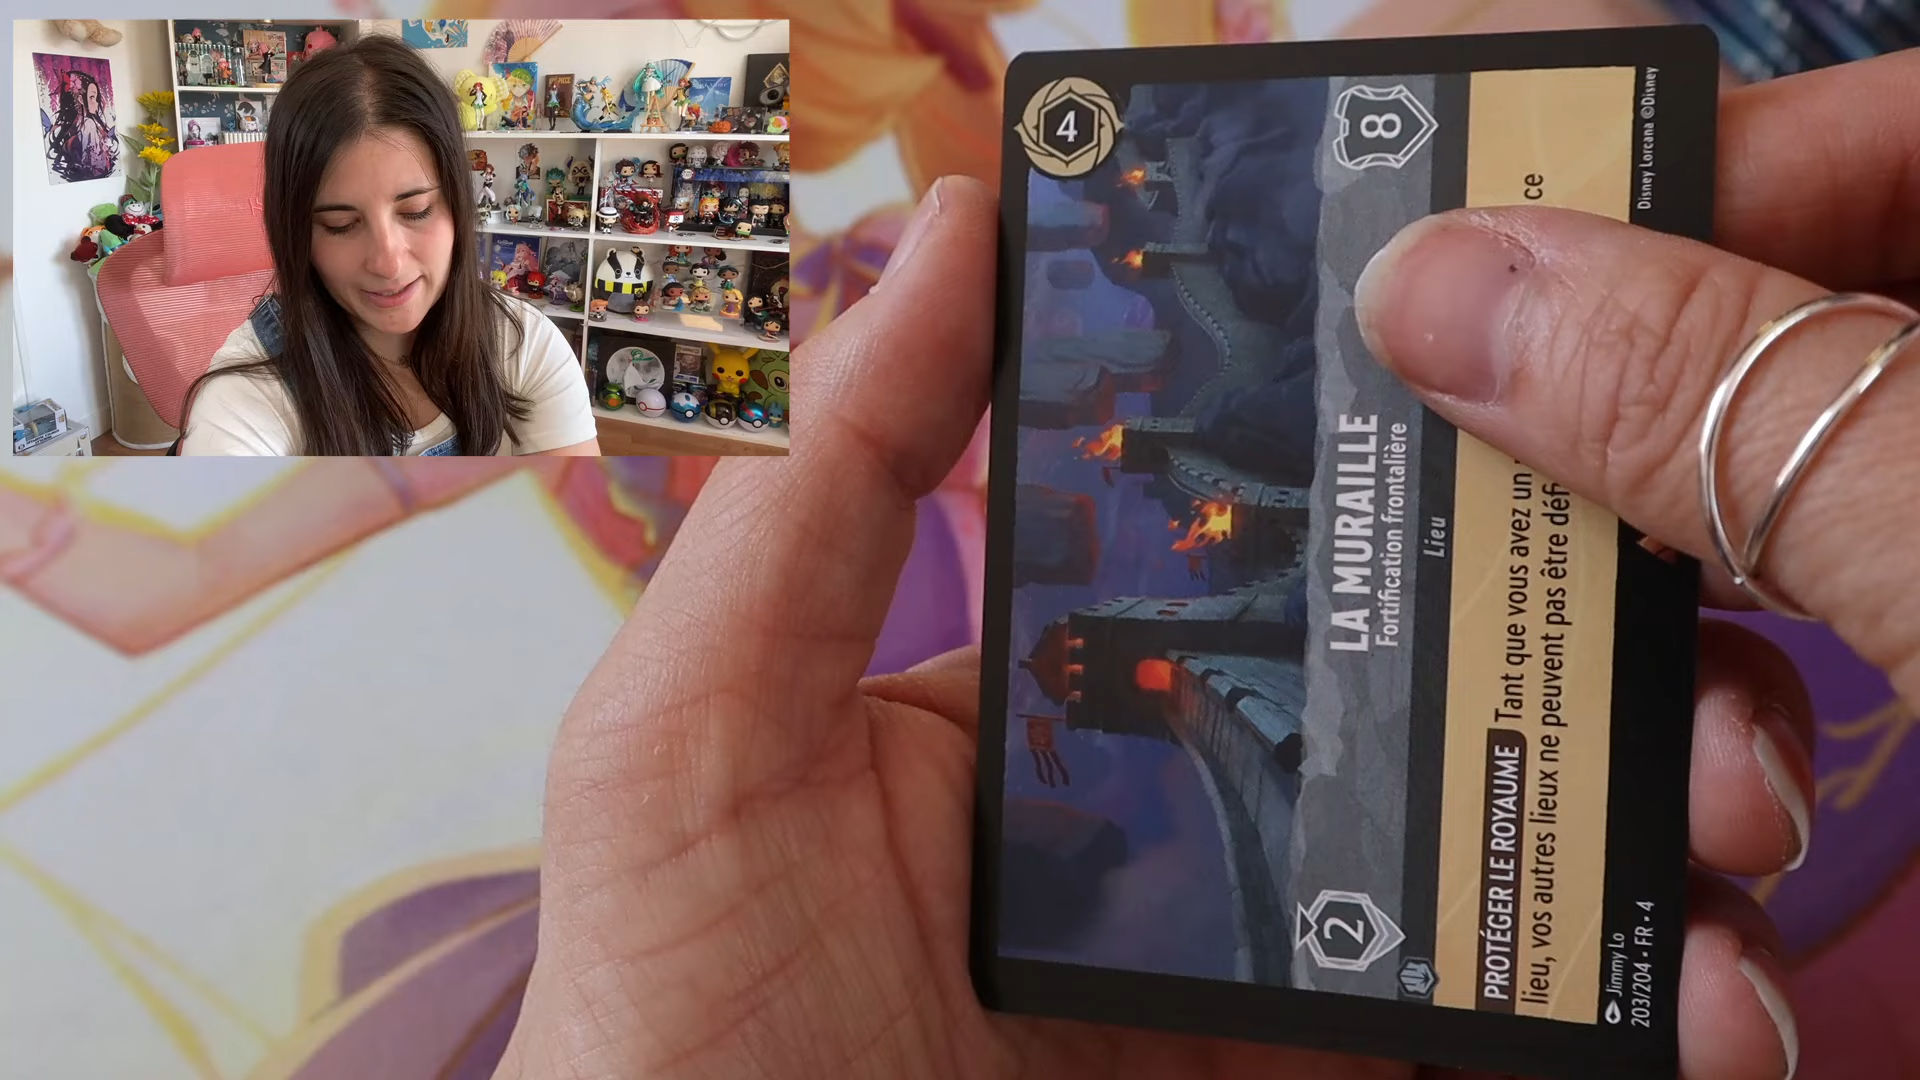 4
8
LA MURAILLE
Fortification frontalière
Lieu
2
PROTÉGER LE ROYAUME Tant que vous avez un ce
lieu, vos autres lieux ne peuvent pas être
Jimmy Lo
203/204 • FR • 4
Disney Lorcana ©Disney